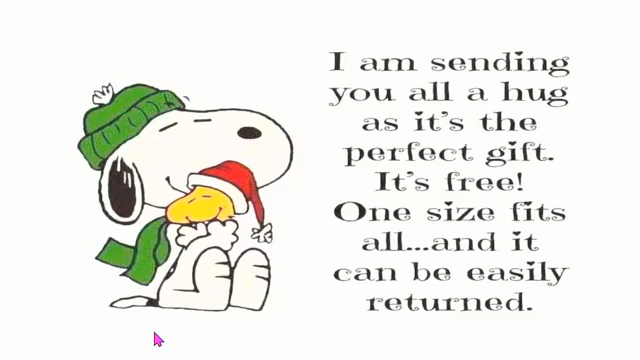 I am sending
you all a hug
as it's the
perfect gift.
It's free!
One size fits
all...and it
can be easily
returned.